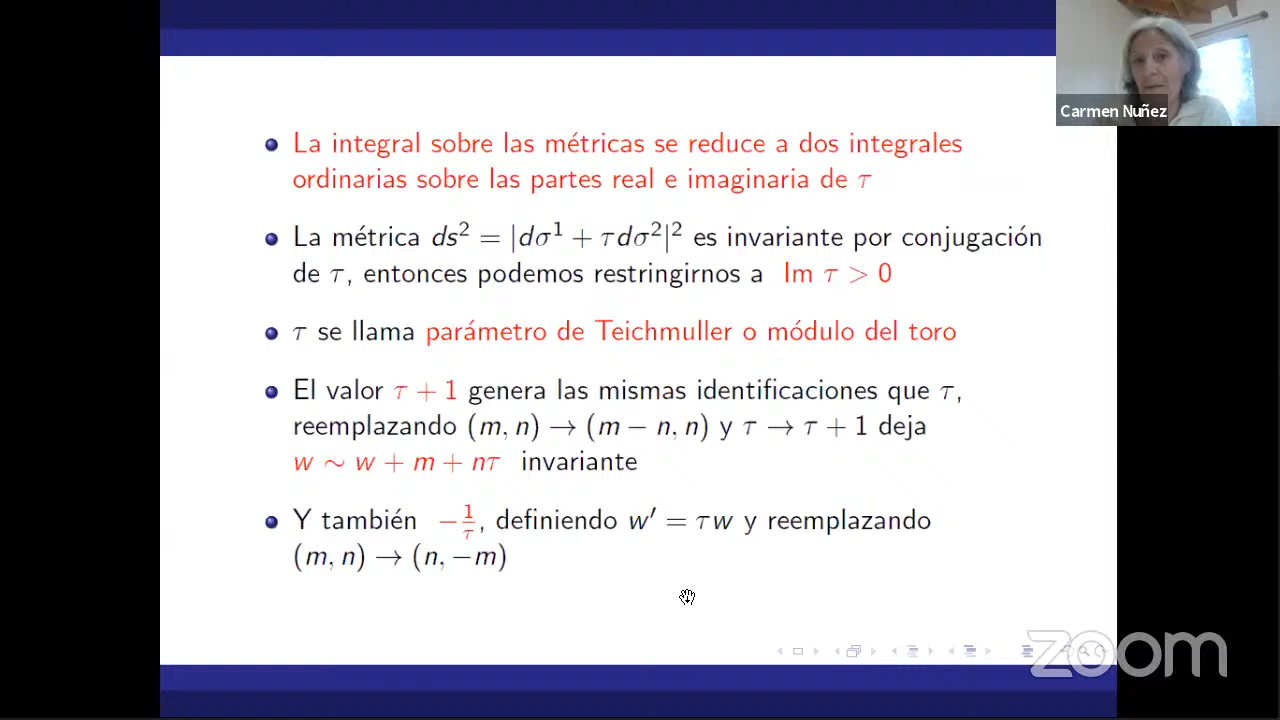 La integral sobre las métricas se reduce a dos integrales
ordinarias sobre las partes real e imaginaria de τ
La métrica ds² = |dσ¹ + τdσ²|² es invariante por conjugación
de τ, entonces podemos restringirnos a Im τ > 0
τ se llama parámetro de Teichmuller o módulo del toro
El valor τ + 1 genera las mismas identificaciones que τ,
reemplazando (m, n) → (m − n, n) y τ → τ + 1 deja
w ∼ w + m + nτ invariante
Y también −1/τ, definiendo w′ = τw y reemplazando
(m, n) → (n, −m)
Carmen Nuñez
zoom